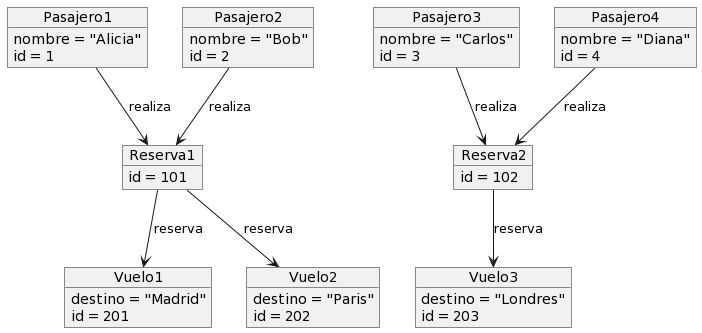 Pasajero1
nombre = "Alicia"
id = 1
Pasajero2
nombre = "Bob"
id = 2
Pasajero3
nombre = "Carlos"
id = 3
Pasajero4
nombre = "Diana"
id = 4
realiza
realiza
realiza
realiza
Reserva1
id = 101
Reserva2
id = 102
reserva
reserva
reserva
Vuelo1
destino = "Madrid"
id = 201
Vuelo2
destino = "Paris"
id = 202
Vuelo3
destino = "Londres"
id = 203